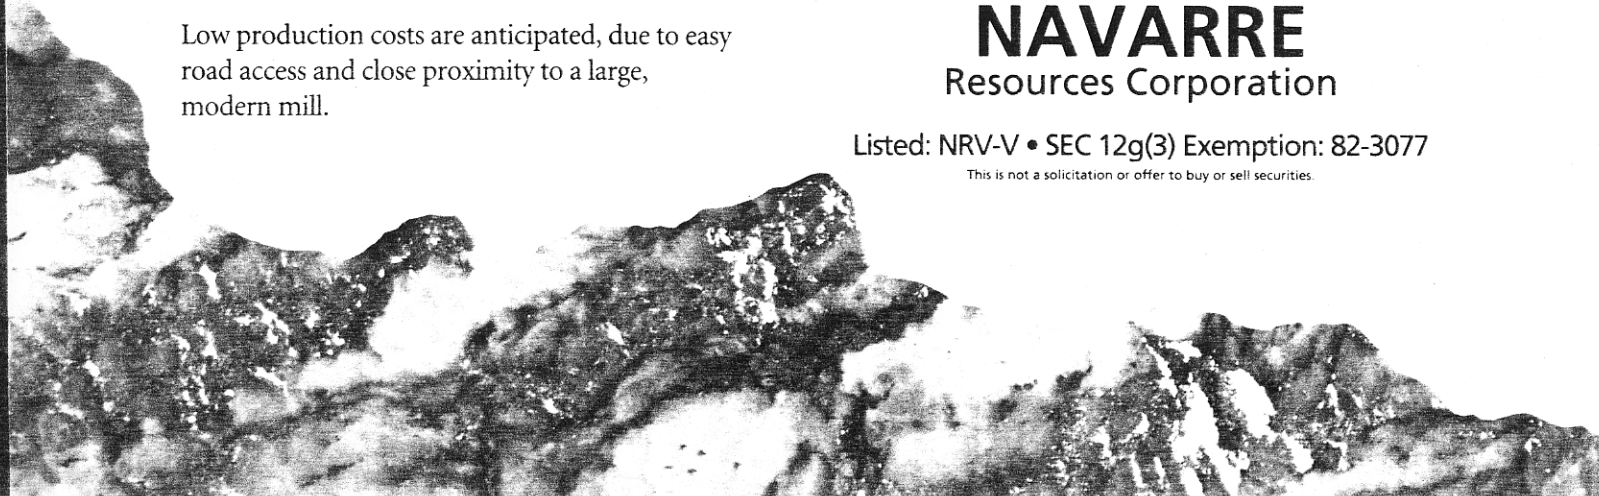 Low production costs are anticipated, due to easy
road access and close proximity to a large,
modern mill.
NAVARRE
Resources Corporation
Listed: NRV-V • SEC 12g(3) Exemption: 82-3077
This is not a solicitation or offer to buy or sell securities.